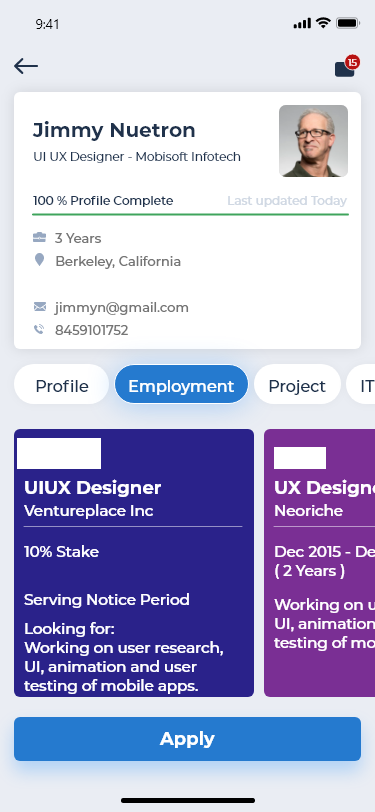 9:41
15
Jimmy Nuetron
UI UX Designer - Mobisoft Infotech
100 % Profile Complete
Last updated Today
3 Years
Berkeley, California
jimmyn@gmail.com
8459101752
Profile
Employment
Project
IT
UIUX Designer
Ventureplace Inc
10% Stake
Serving Notice Period
Looking for:
Working on user research,
UI, animation and user
testing of mobile apps.
UX Designe
Neoriche
Dec 2015 - De
( 2 Years )
Working on u
UI, animation
testing of mo
Apply